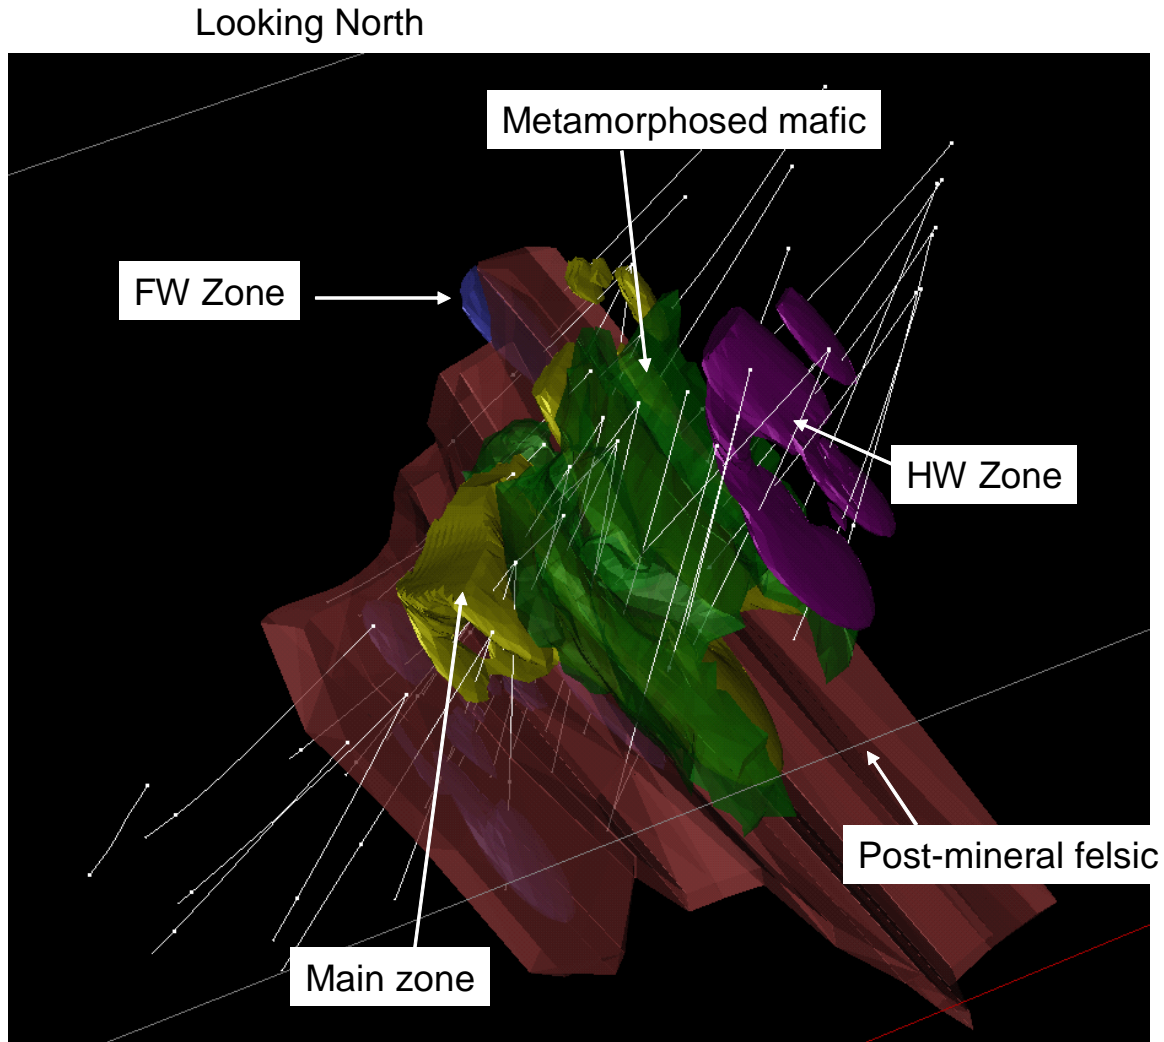 Looking North
Metamorphosed mafic
FW Zone
HW Zone
Post-mineral felsic
Main zone